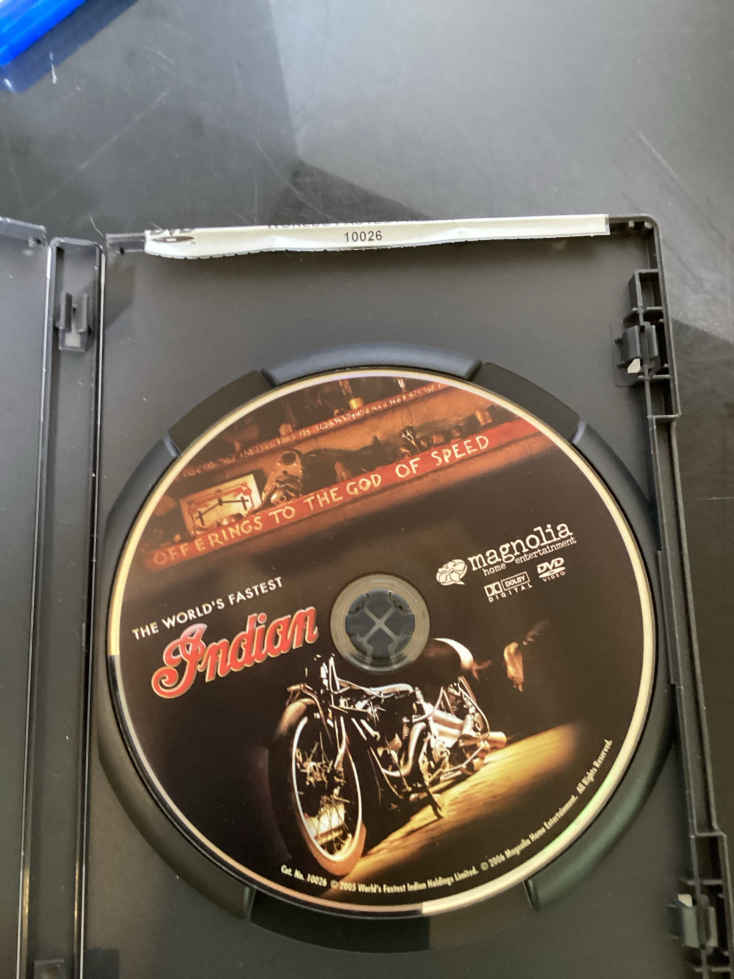 10026
OFFERINGS TO THE GOD OF SPEED
magnolia
home entertainment
DOLBY
DIGITAL
DVD
VIDEO
THE WORLD'S FASTEST
Indian
Cat. No. 10026 © 2005 World's Fastest Indian Holdings Limited. © 2006 Magnolia Home Entertainment. All Rights Reserved.